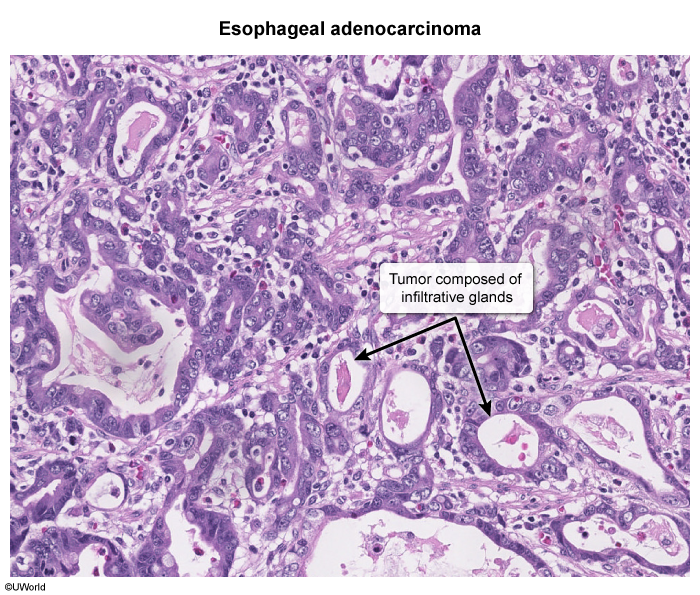 Esophageal adenocarcinoma
Tumor composed of
infiltrative glands
©UWorld